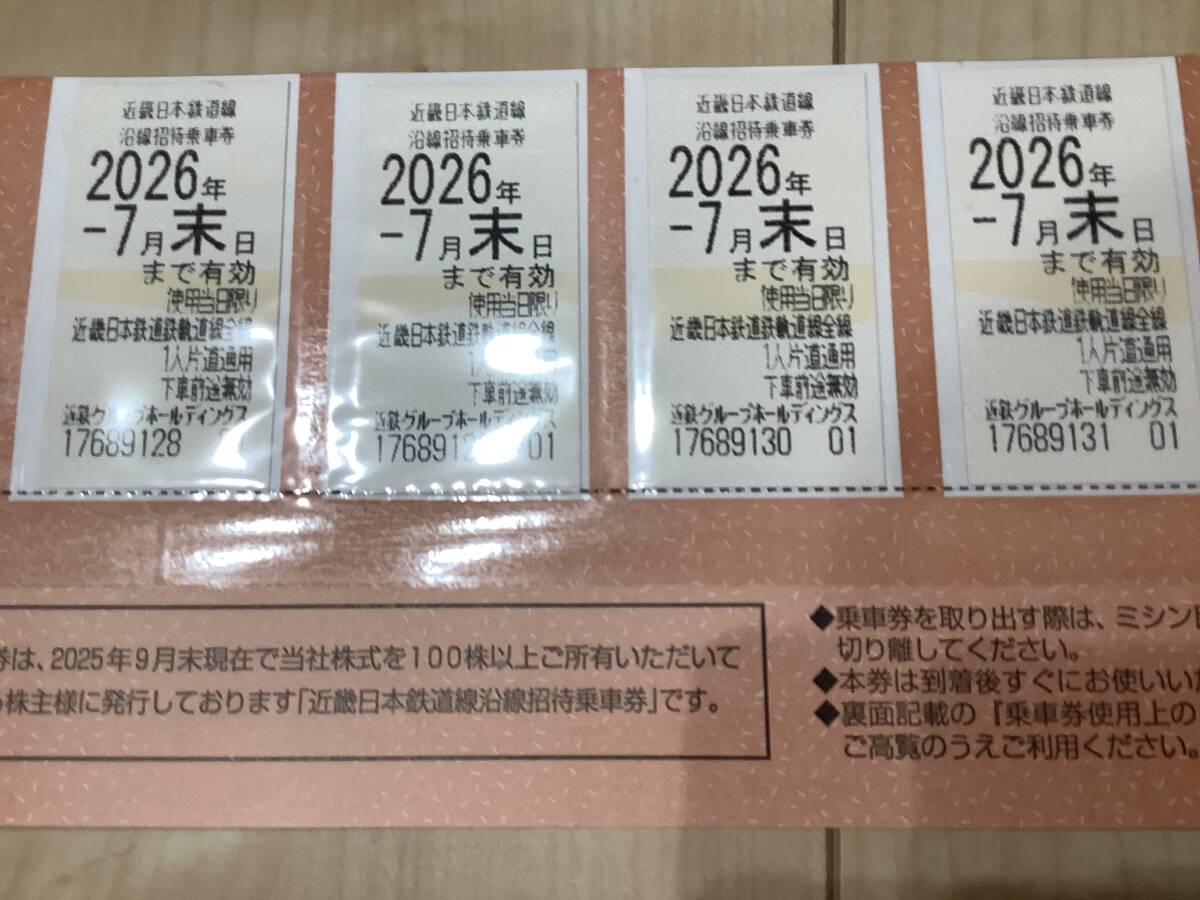 近畿日本鉄道線
沿線招待乗車券
2026年
-7月末日
まで有効
使用当日限り
近畿日本鉄道鉄軌道線全線
1人片道通用
下車前途無効
近鉄グループホールディングス
17689128
近畿日本鉄道線
沿線招待乗車券
2026年
-7月末日
まで有効
使用当日限り
近畿日本鉄道鉄軌道線全線
1人片道通用
下車前途無効
近鉄グループホールディングス
1768912 01
近畿日本鉄道線
沿線招待乗車券
2026年
-7月末日
まで有効
使用当日限り
近畿日本鉄道鉄軌道線全線
1人片道通用
下車前途無効
近鉄グループホールディングス
17689130 01
近畿日本鉄道線
沿線招待乗車券
2026年
-7月末日
まで有効
使用当日限り
近畿日本鉄道鉄軌道線全線
1人片道通用
下車前途無効
近鉄グループホールディングス
17689131 01
券は、2025年9月末現在で当社株式を100株以上ご所有いただいて
株主様に発行しております「近畿日本鉄道線沿線招待乗車券」です。
◆乗車券を取り出す際は、ミシン
切り離してください。
◆本券は到着後すぐにお使いい
◆裏面記載の『乗車券使用上の
ご高覧のうえご利用ください。